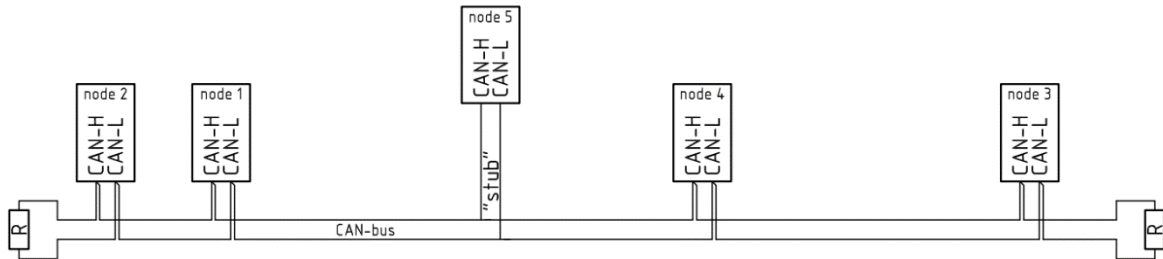 node 5
CAN-H
CAN-L
node 2
CAN-H
CAN-L
node 1
CAN-H
CAN-L
node 4
CAN-H
CAN-L
node 3
CAN-H
CAN-L
"stub"
R
CAN-bus
R